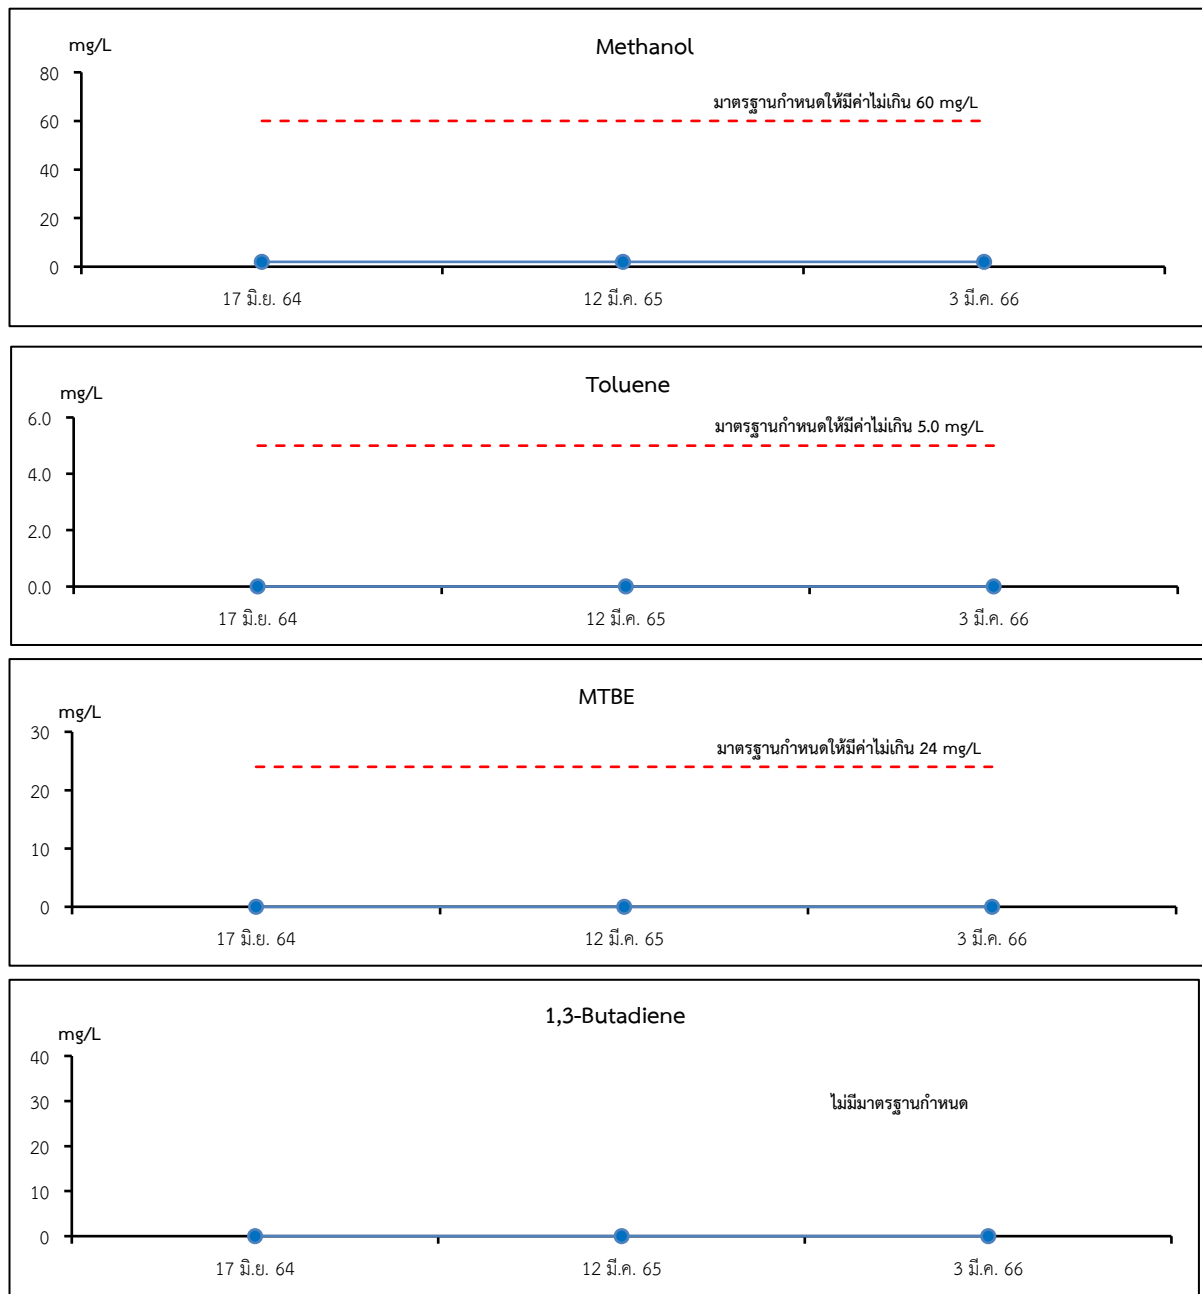 Methanol
mg/L
80
มาตรฐานกำหนดให้มีค่าไม่เกิน 60 mg/L
60
40
20
0
17 มิ.ย. 64 12 มี.ค. 65 3 มี.ค. 66
Toluene
mg/L
6.0
มาตรฐานกำหนดให้มีค่าไม่เกิน 5.0 mg/L
4.0
2.0
0.0
17 มิ.ย. 64 12 มี.ค. 65 3 มี.ค. 66
MTBE
mg/L
30
มาตรฐานกำหนดให้มีค่าไม่เกิน 24 mg/L
20
10
0
17 มิ.ย. 64 12 มี.ค. 65 3 มี.ค. 66
1,3-Butadiene
mg/L
40
ไม่มีมาตรฐานกำหนด
30
20
10
0
17 มิ.ย. 64 12 มี.ค. 65 3 มี.ค. 66